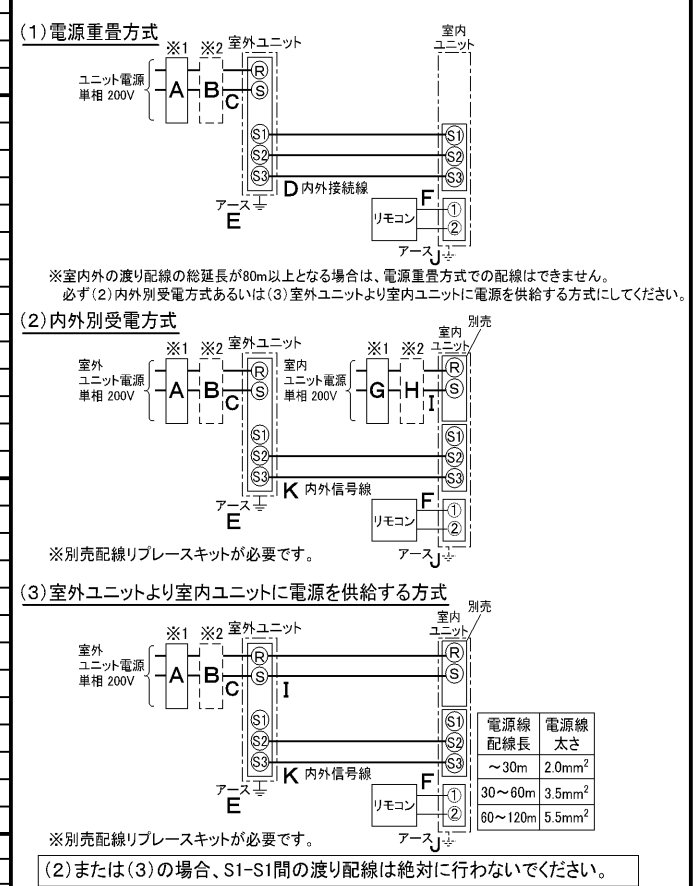 (1)電源重畳方式
※1 ※2 室外ユニット
室内
ユニット
ユニット電源
単相 200V
A B C
R
S
S1
S2
S3
S1
S2
S3
D 内外接続線
アース
E
F
リモコン
①
②
アース J
※室内外の渡り配線の総延長が80m以上となる場合は、電源重畳方式での配線はできません。
必ず(2)内外別受電方式あるいは(3)室外ユニットより室内ユニットに電源を供給する方式にしてください。
(2)内外別受電方式
※1 ※2 室外ユニット
室外
ユニット電源
単相 200V
A B C
R
S
S1
S2
S3
室内
ユニット電源
単相 200V
※1 ※2
G H I
室内
ユニット
別売
R
S
S1
S2
S3
K 内外信号線
アース
E
F
リモコン
①
②
アース J
※別売配線リプレースキットが必要です。
(3)室外ユニットより室内ユニットに電源を供給する方式
※1 ※2 室外ユニット
室外
ユニット電源
単相 200V
A B C
R
S
I
S1
S2
S3
室内
ユニット
別売
R
S
S1
S2
S3
K 内外信号線
アース
E
F
リモコン
①
②
アース J
電源線配線長 電源線太さ
～30m 2.0mm²
30～60m 3.5mm²
60～120m 5.5mm²
※別売配線リプレースキットが必要です。
(2)または(3)の場合、S1-S1間の渡り配線は絶対に行わないでください。